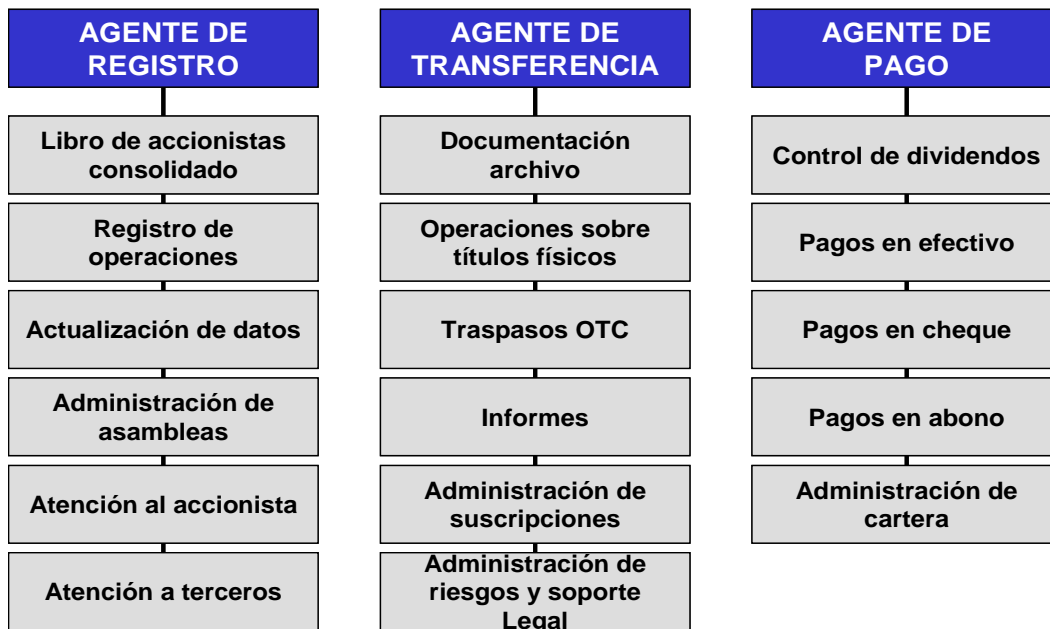 AGENTE DE
REGISTRO
Libro de accionistas
consolidado
Registro de
operaciones
Actualización de datos
Administración de
asambleas
Atención al accionista
Atención a terceros
AGENTE DE
TRANSFERENCIA
Documentación
archivo
Operaciones sobre
títulos físicos
Traspasos OTC
Informes
Administración de
suscripciones
Administración de
riesgos y soporte
Legal
AGENTE DE
PAGO
Control de dividendos
Pagos en efectivo
Pagos en cheque
Pagos en abono
Administración de
cartera